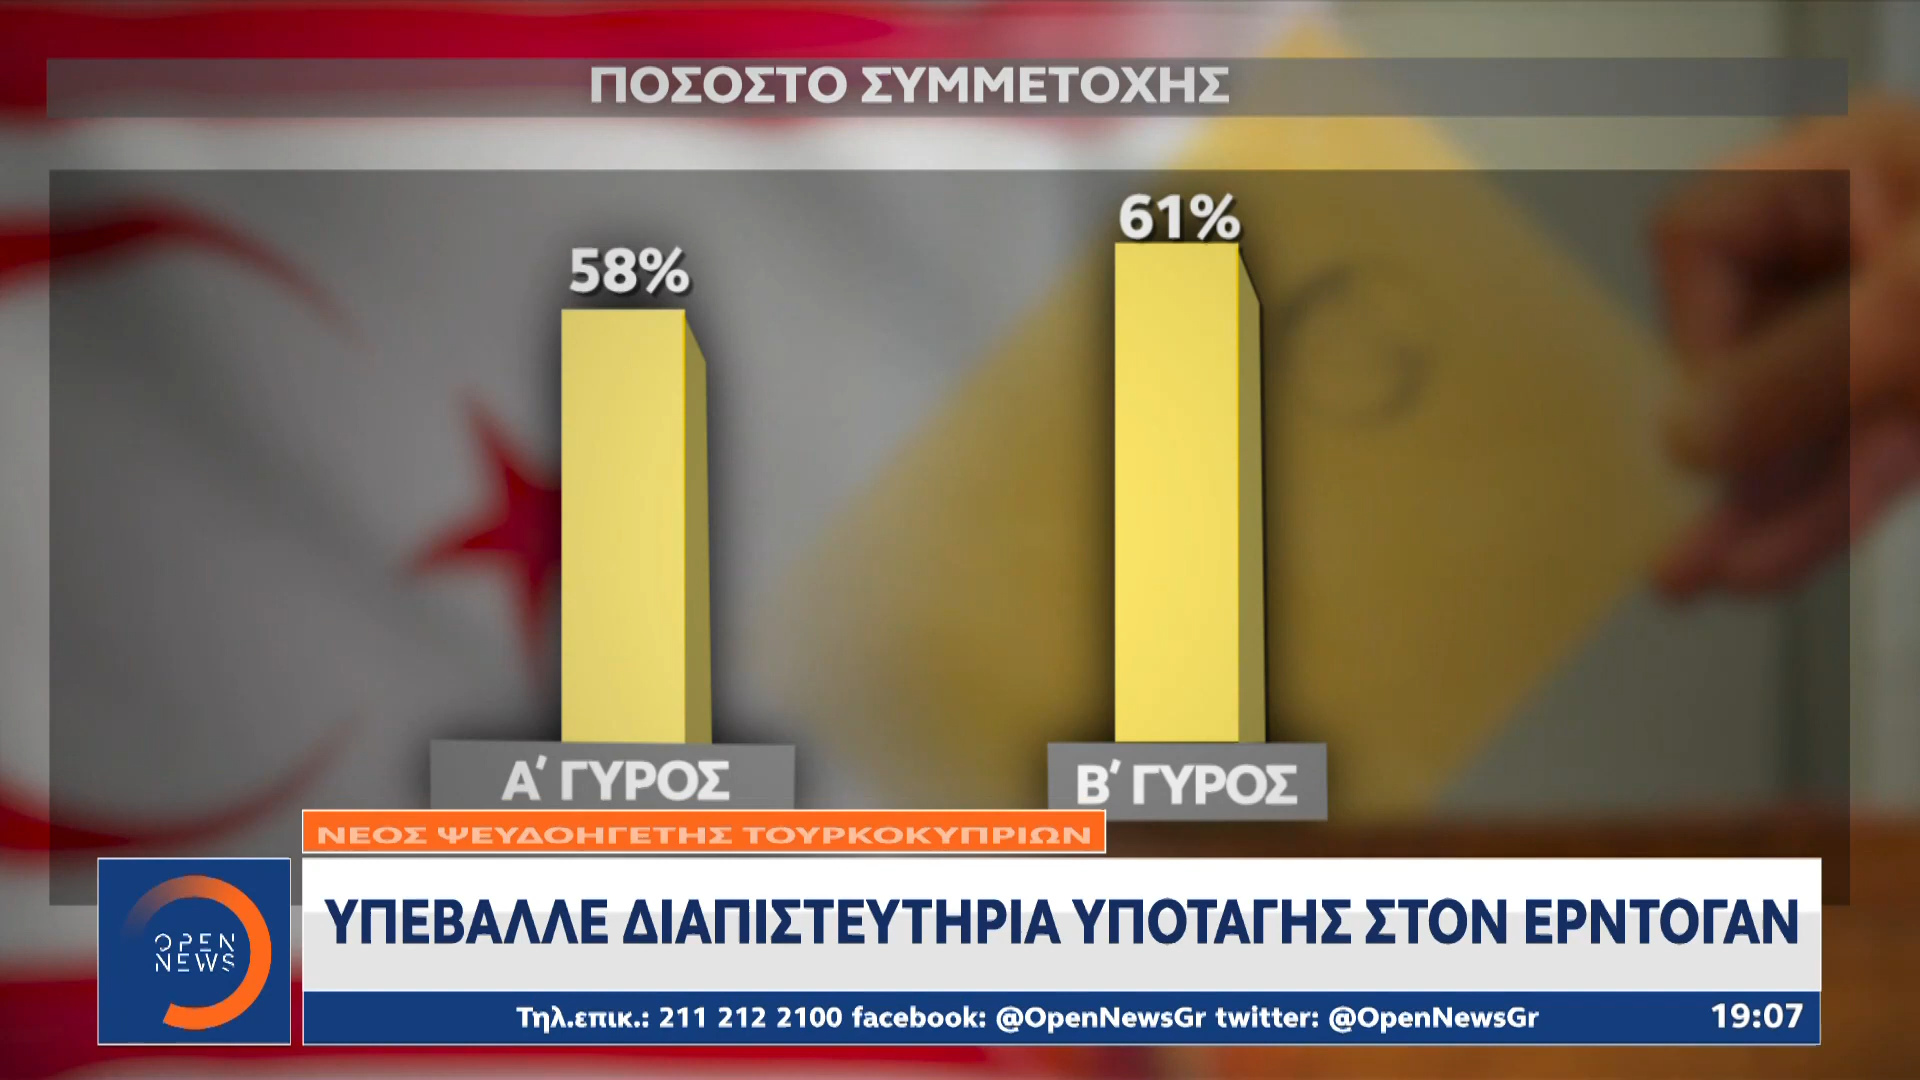 ΠΟΣΟΣΤΟ ΣΥΜΜΕΤΟΧΗΣ
58%
61%
Α΄ ΓΥΡΟΣ
Β΄ ΓΥΡΟΣ
ΝΕΟΣ ΨΕΥΔΟΗΓΕΤΗΣ ΤΟΥΡΚΟΚΥΠΡΙΩΝ
ΥΠΕΒΑΛΛΕ ΔΙΑΠΙΣΤΕΥΤΗΡΙΑ ΥΠΟΤΑΓΗΣ ΣΤΟΝ ΕΡΝΤΟΓΑΝ
OPEN
NEWS
Τηλ.επικ.: 211 212 2100 facebook: @OpenNewsGr twitter: @OpenNewsGr
19:07